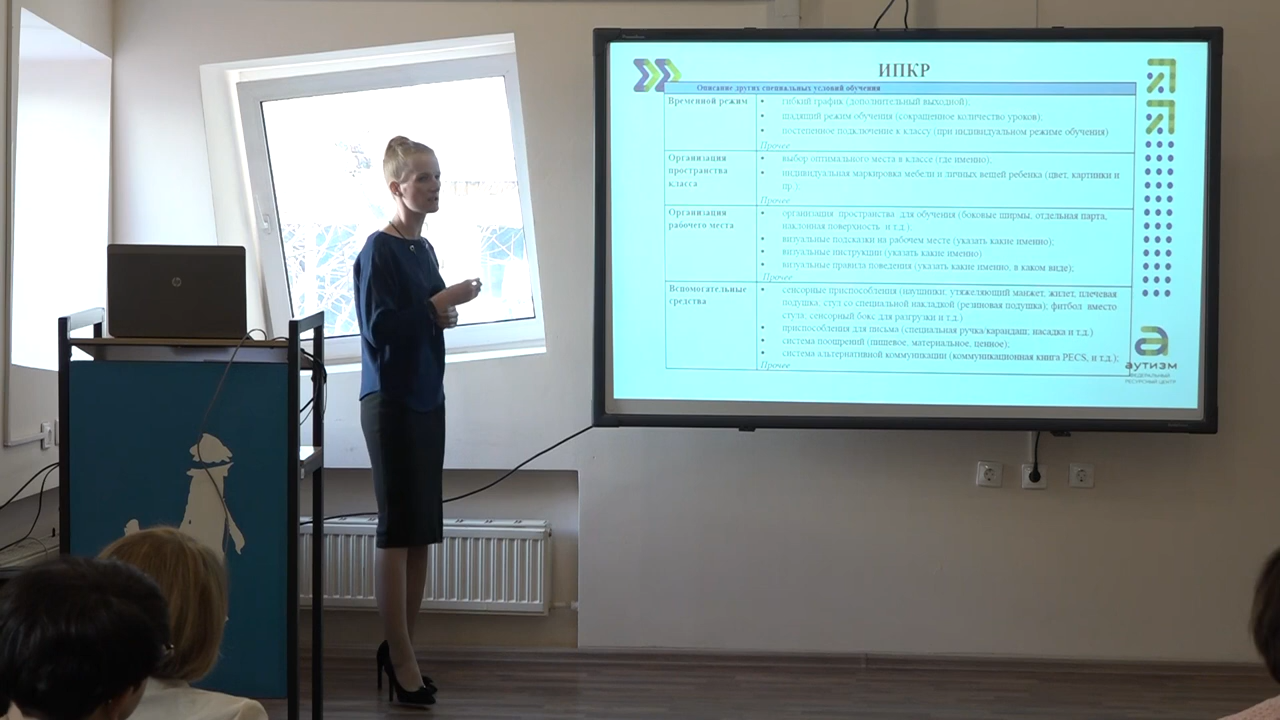 ИПКР
Описание других специальных условий обучения
Временной режим
гибкий график (дополнительный выходной);
щадящий режим обучения (сокращенное количество уроков);
постепенное подключение к классу (при индивидуальном режиме обучения)
Прочее
Организация
пространства
класса
выбор оптимального места в классе (где именно);
индивидуальная маркировка мебели и личных вещей ребенка (цвет, картинки и
пр.)
Прочее
Организация
рабочего места
организация пространства для обучения (боковые ширмы, отдельная парта,
наклонная поверхность и т.д.);
визуальные подсказки на рабочем месте (указать какие именно);
визуальные инструкции (указать какие именно)
визуальные правила поведения (указать какие именно, в каком виде);
Прочее
Вспомогательные
средства
сенсорные приспособления (наушники, утяжеляющий манжет, жилет, плечевая
подушка; стул со специальной накладкой (резиновая подушка); фитбол вместо
стула; сенсорный бокс для разгрузки и т.д.)
приспособления для письма (специальная ручка/карандаш, насадка и т.д.)
система поощрений (пищевое, материальное, ценное);
система альтернативной коммуникации (коммуникационная книга PECS, и т.д.);
Прочее
аутизм
ФЕДЕРАЛЬНЫЙ
РЕСУРСНЫЙ ЦЕНТР
hp